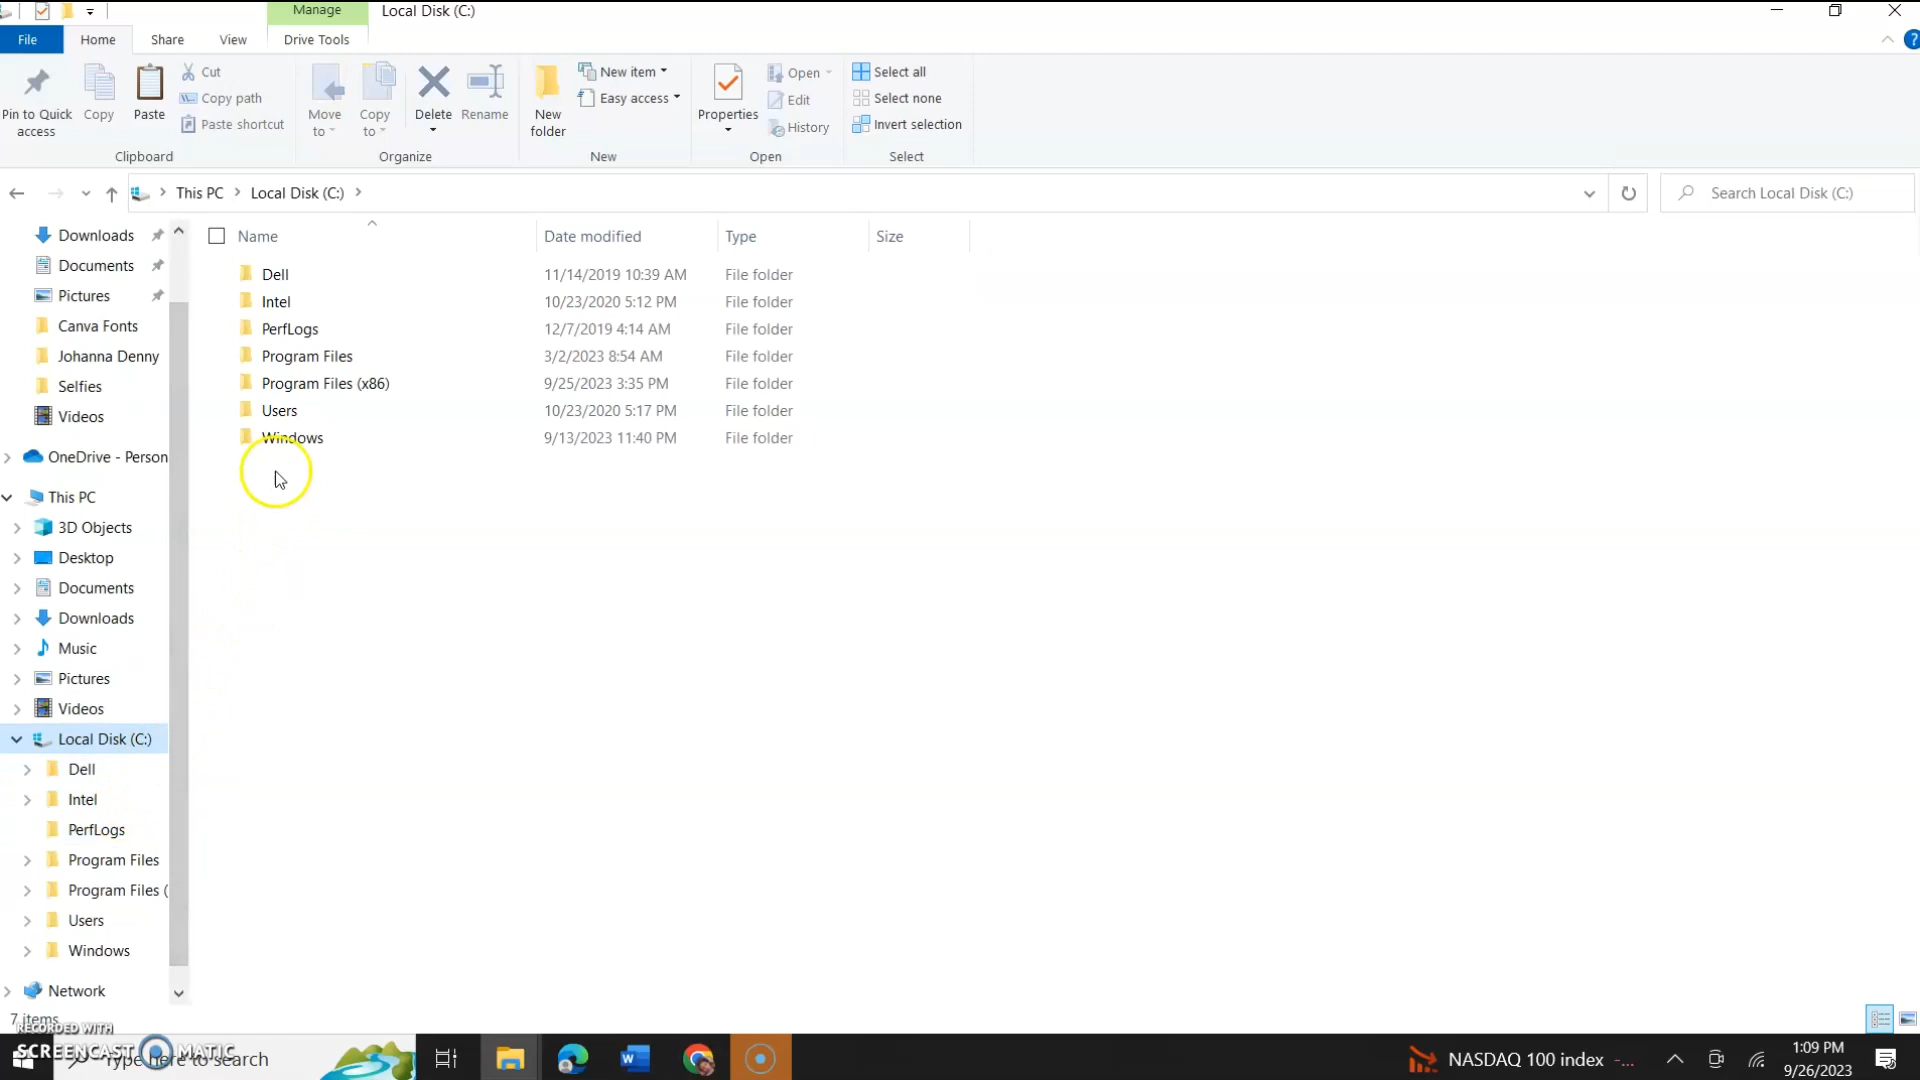 Manage Local Disk (C:)
File Home Share View Drive Tools
Pin to Quick access
Copy
Paste
Cut
Copy path
Paste shortcut
Clipboard
Move to
Copy to
Delete
Rename
Organize
New folder
New item
Easy access
New
Properties
Open
Edit
History
Open
Select all
Select none
Invert selection
Select
This PC Local Disk (C:)
Search Local Disk (C:)
Downloads
Documents
Pictures
Canva Fonts
Johanna Denny
Selfies
Videos
OneDrive - Person
This PC
3D Objects
Desktop
Documents
Downloads
Music
Pictures
Videos
Local Disk (C:)
Dell
Intel
PerfLogs
Program Files
Program Files (
Users
Windows
Network
Name Date modified Type Size
Dell 11/14/2019 10:39 AM File folder
Intel 10/23/2020 5:12 PM File folder
PerfLogs 12/7/2019 4:14 AM File folder
Program Files 3/2/2023 8:54 AM File folder
Program Files (x86) 9/25/2023 3:35 PM File folder
Users 10/23/2020 5:17 PM File folder
Windows 9/13/2023 11:40 PM File folder
7 items
RECORDED WITH
SCREENCAST MATIC
Type here to search
NASDAQ 100 index -...
1:09 PM
9/26/2023